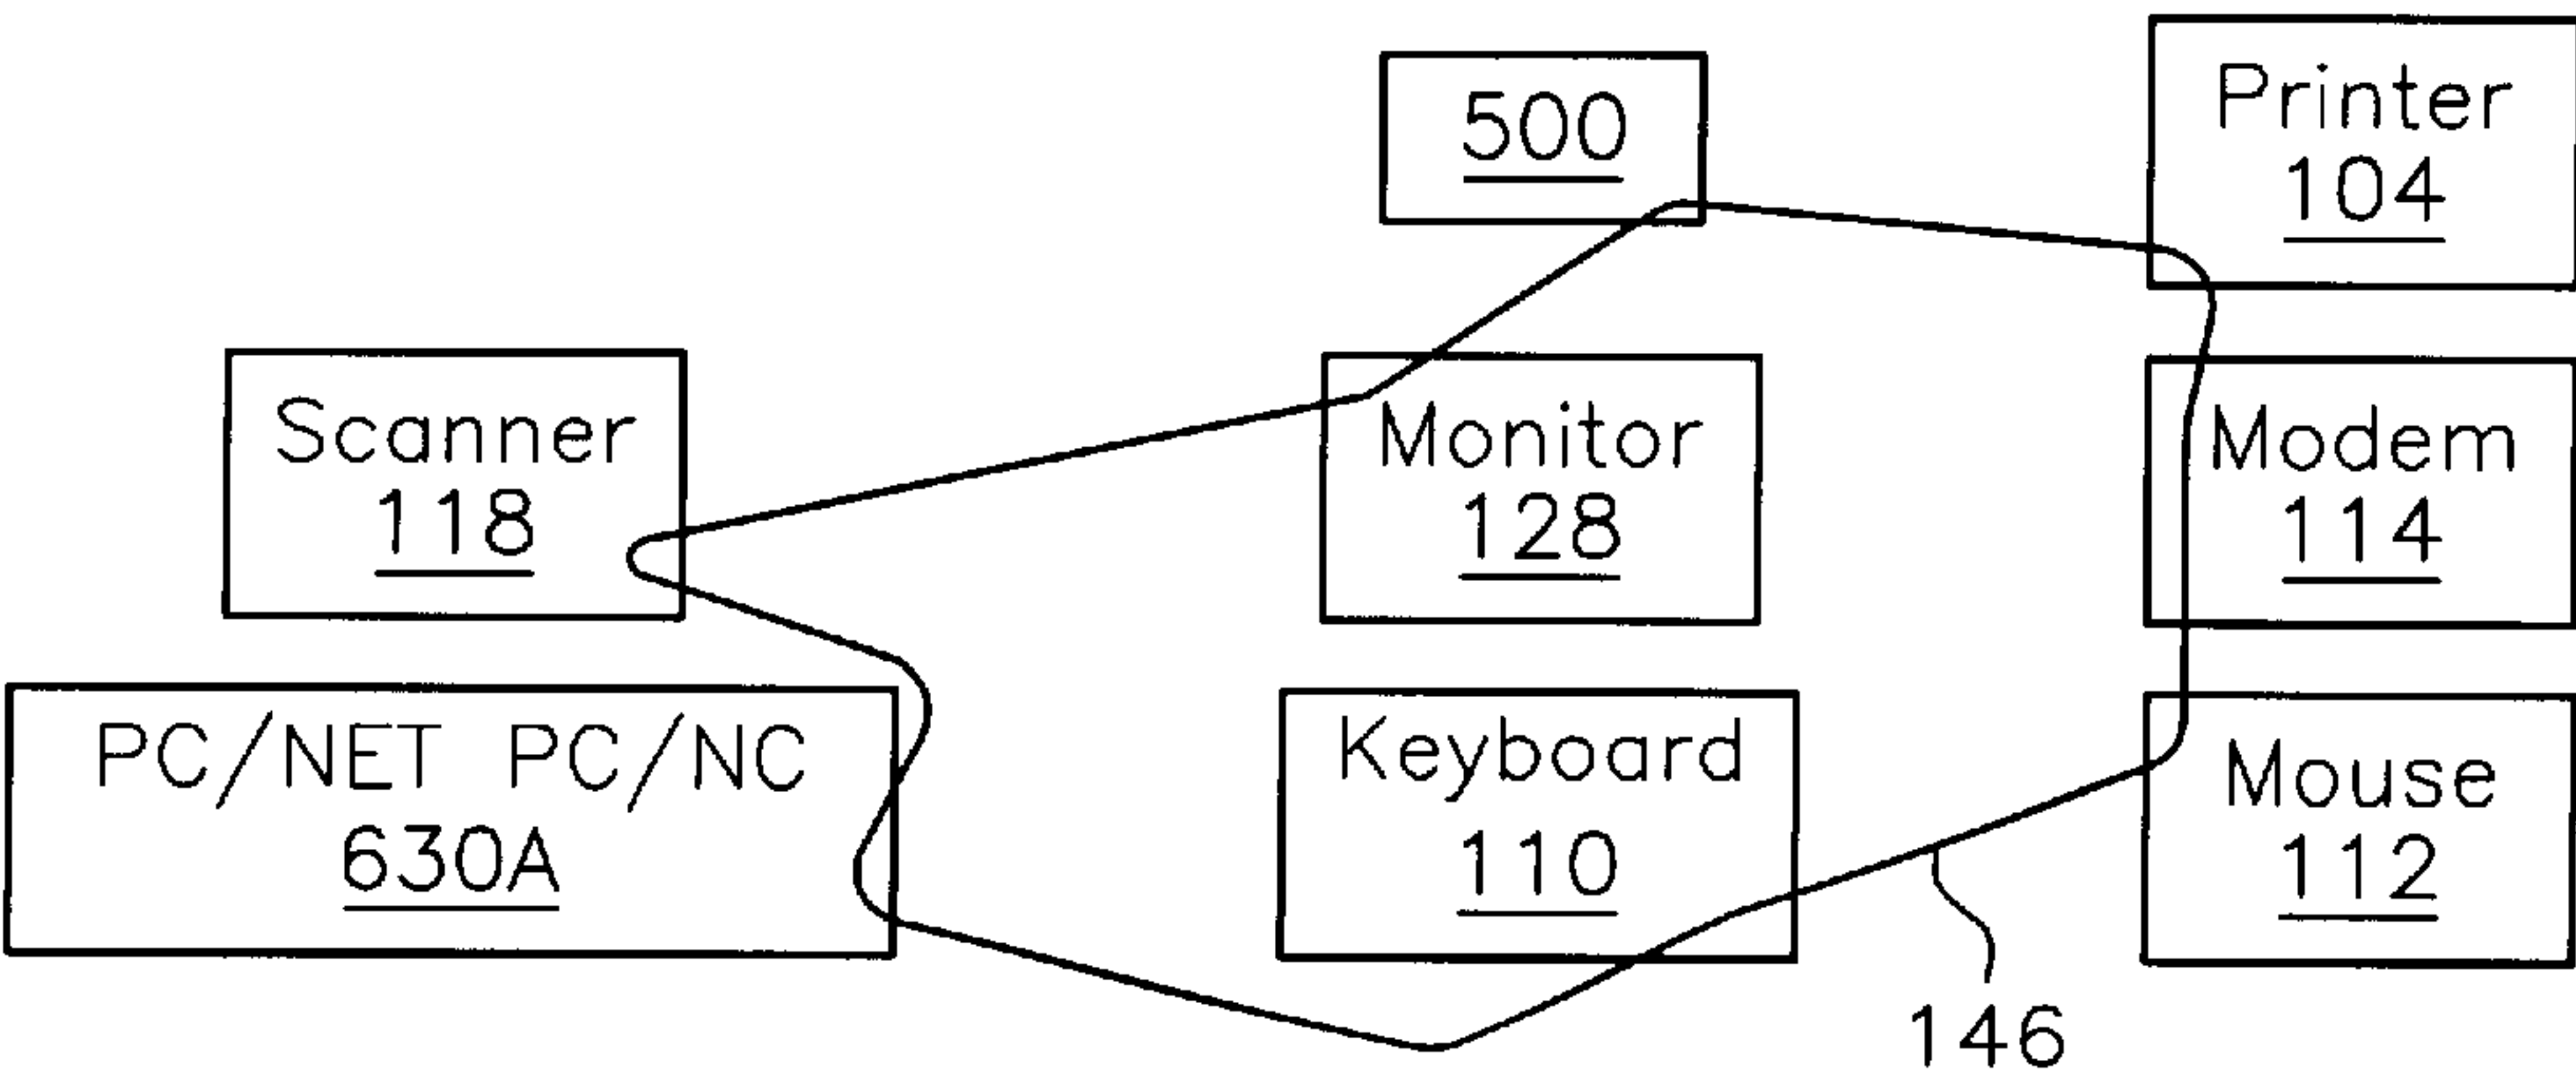 500
Printer
104
Scanner
118
Monitor
128
Modem
114
PC/NET PC/NC
630A
Keyboard
110
Mouse
112
146